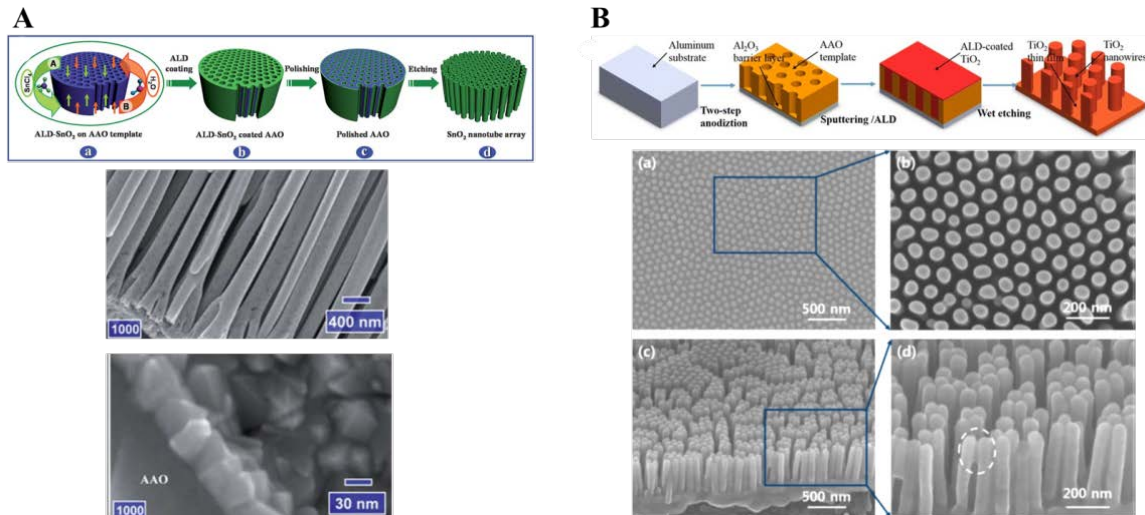 A
SnCl4
A
B
H2O
ALD
coating
Polishing
Etching
ALD-SnO2 on AAO template
ALD-SnO2 coated AAO
Polished AAO
SnO2 nanotube array
a
b
c
d
1000
400 nm
AAO
1000
30 nm
B
Aluminum
substrate
Al2O3
barrier layer
AAO
template
ALD-coated
TiO2
TiO2
thin film
TiO2
nanowires
Two-step
anodiztion
Sputtering /ALD
Wet etching
(a)
500 nm
(b)
200 nm
(c)
500 nm
(d)
200 nm